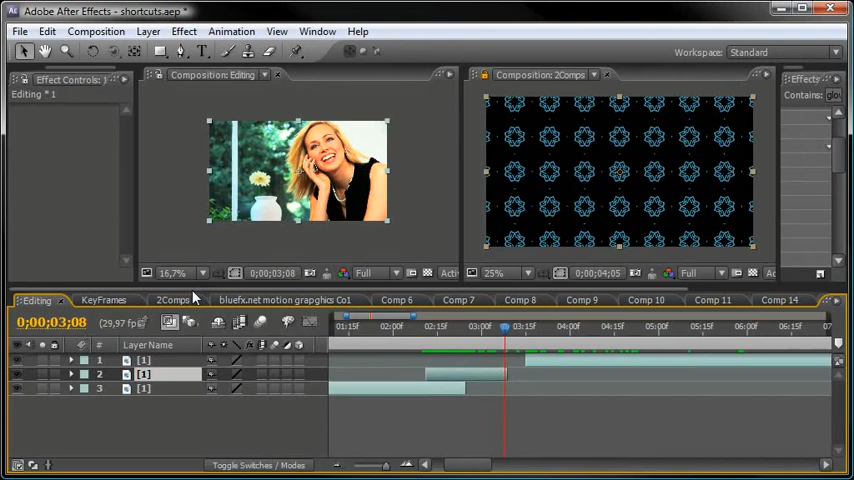 Adobe After Effects - shortcuts.aep *
File Edit Composition Layer Effect Animation View Window Help
Workspace: Standard
Effect Controls:
Composition: Editing
Composition: 2Comps
Effects
Editing * 1
Contains: glow
16,7%
0;00;03;08
Full
Activ
25%
0;00;04;05
Full
Acti
Editing
KeyFrames
2Comps
bluefx.net motion grapghics Co1
Comp 6
Comp 7
Comp 8
Comp 9
Comp 10
Comp 11
Comp 14
0;00;03;08
(29,97
01:15f
02:00f
02:15f
03:00f
03:15f
04:00f
04:15f
05:00f
05:15f
06:00f
06:15f
07
#
Layer Name
1
[1]
2
[1]
3
[1]
Toggle Switches / Modes